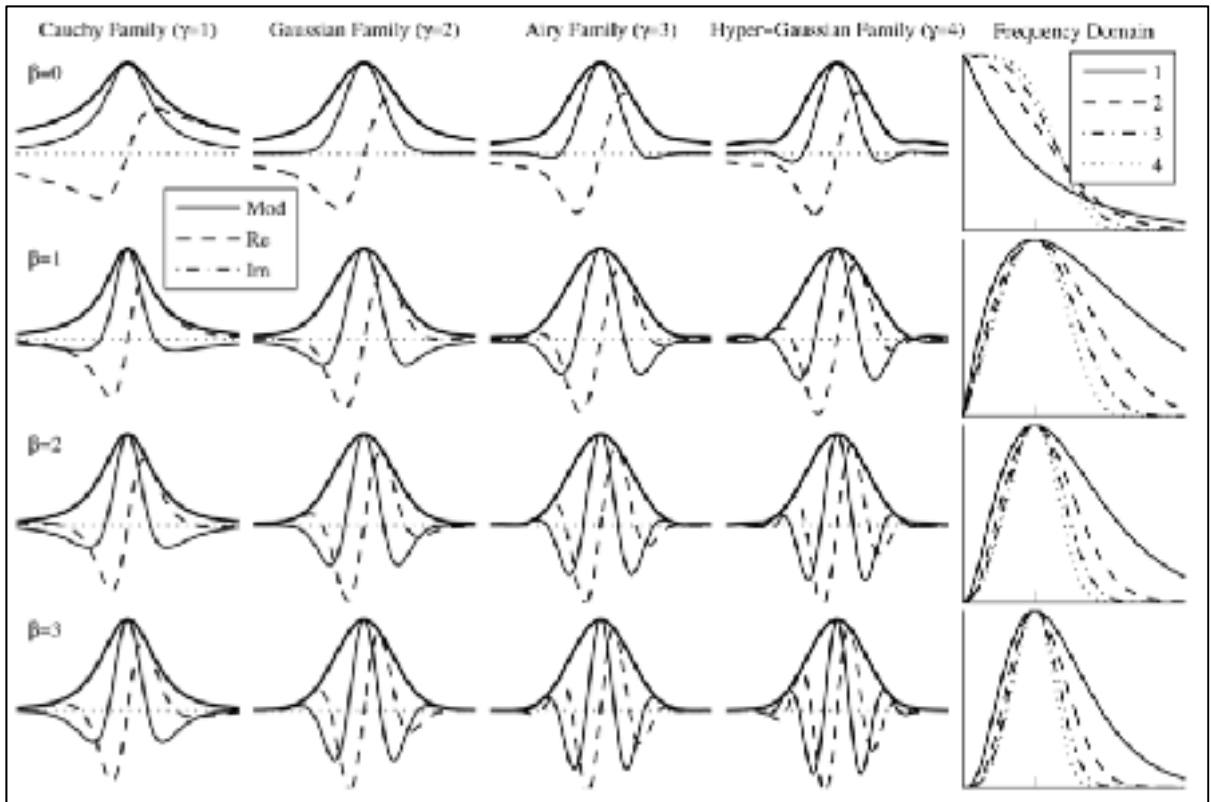 Cauchy Family (γ=1) Gaussian Family (γ=2) Airy Family (γ=3) Hyper-Gaussian Family (γ=4) Frequency Domain
β=0
1
2
3
4
Mod
Re
Im
β=1
β=2
β=3